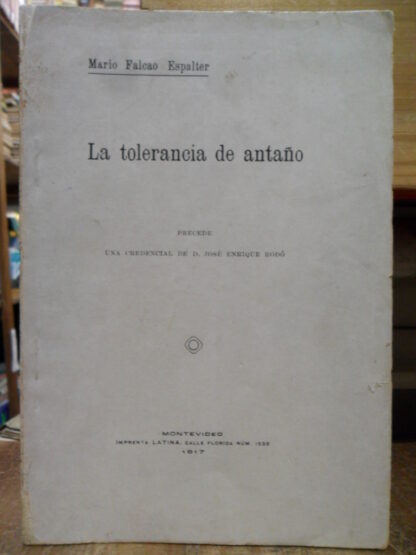 Mario Falcao Espalter
La tolerancia de antaño
PRECEDE
UNA CREDENCIAL DE D. JOSÉ ENRIQUE RODÓ
MONTEVIDEO
IMPRENTA LATINA, CALLE FLORIDA NÚM. 1532
1917